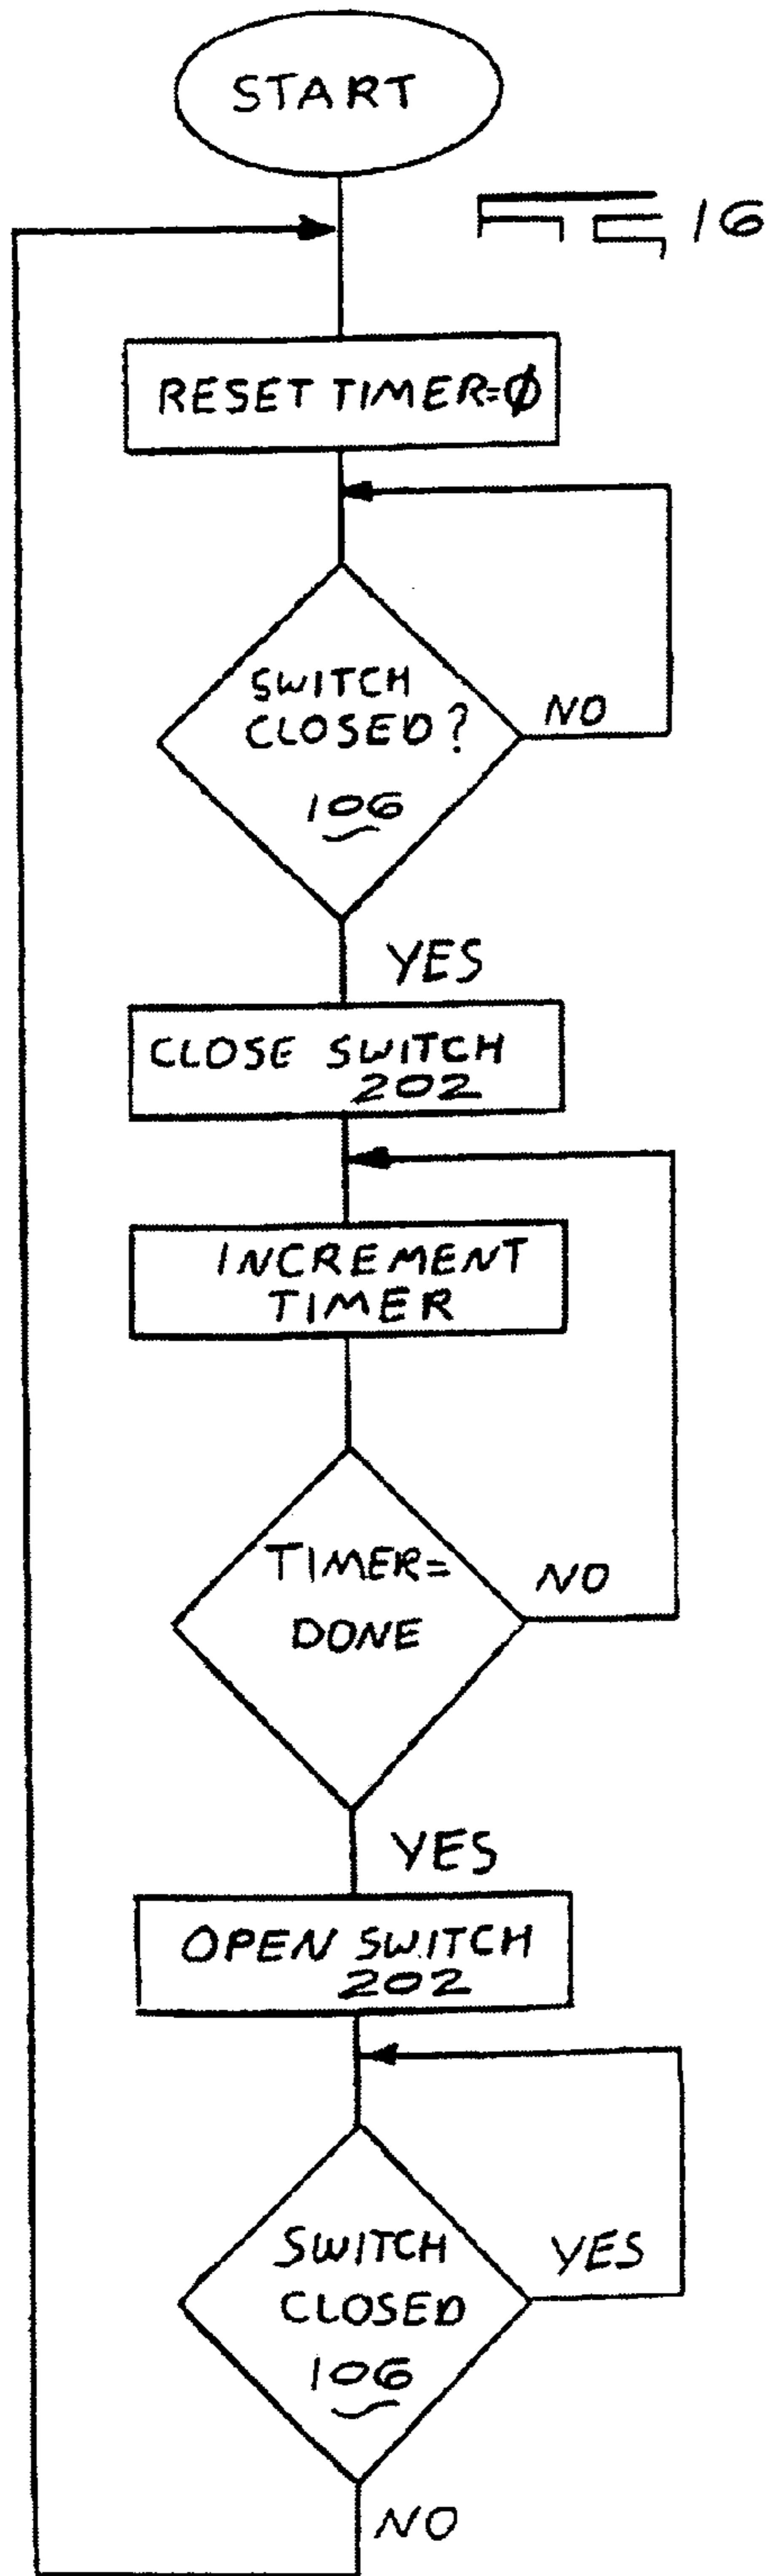 START
16
RESET TIMER=Ø
SWITCH
CLOSED?
NO
106
YES
CLOSE SWITCH
202
INCREMENT
TIMER
TIMER=
DONE
NO
YES
OPEN SWITCH
202
SWITCH
CLOSED
YES
106
NO